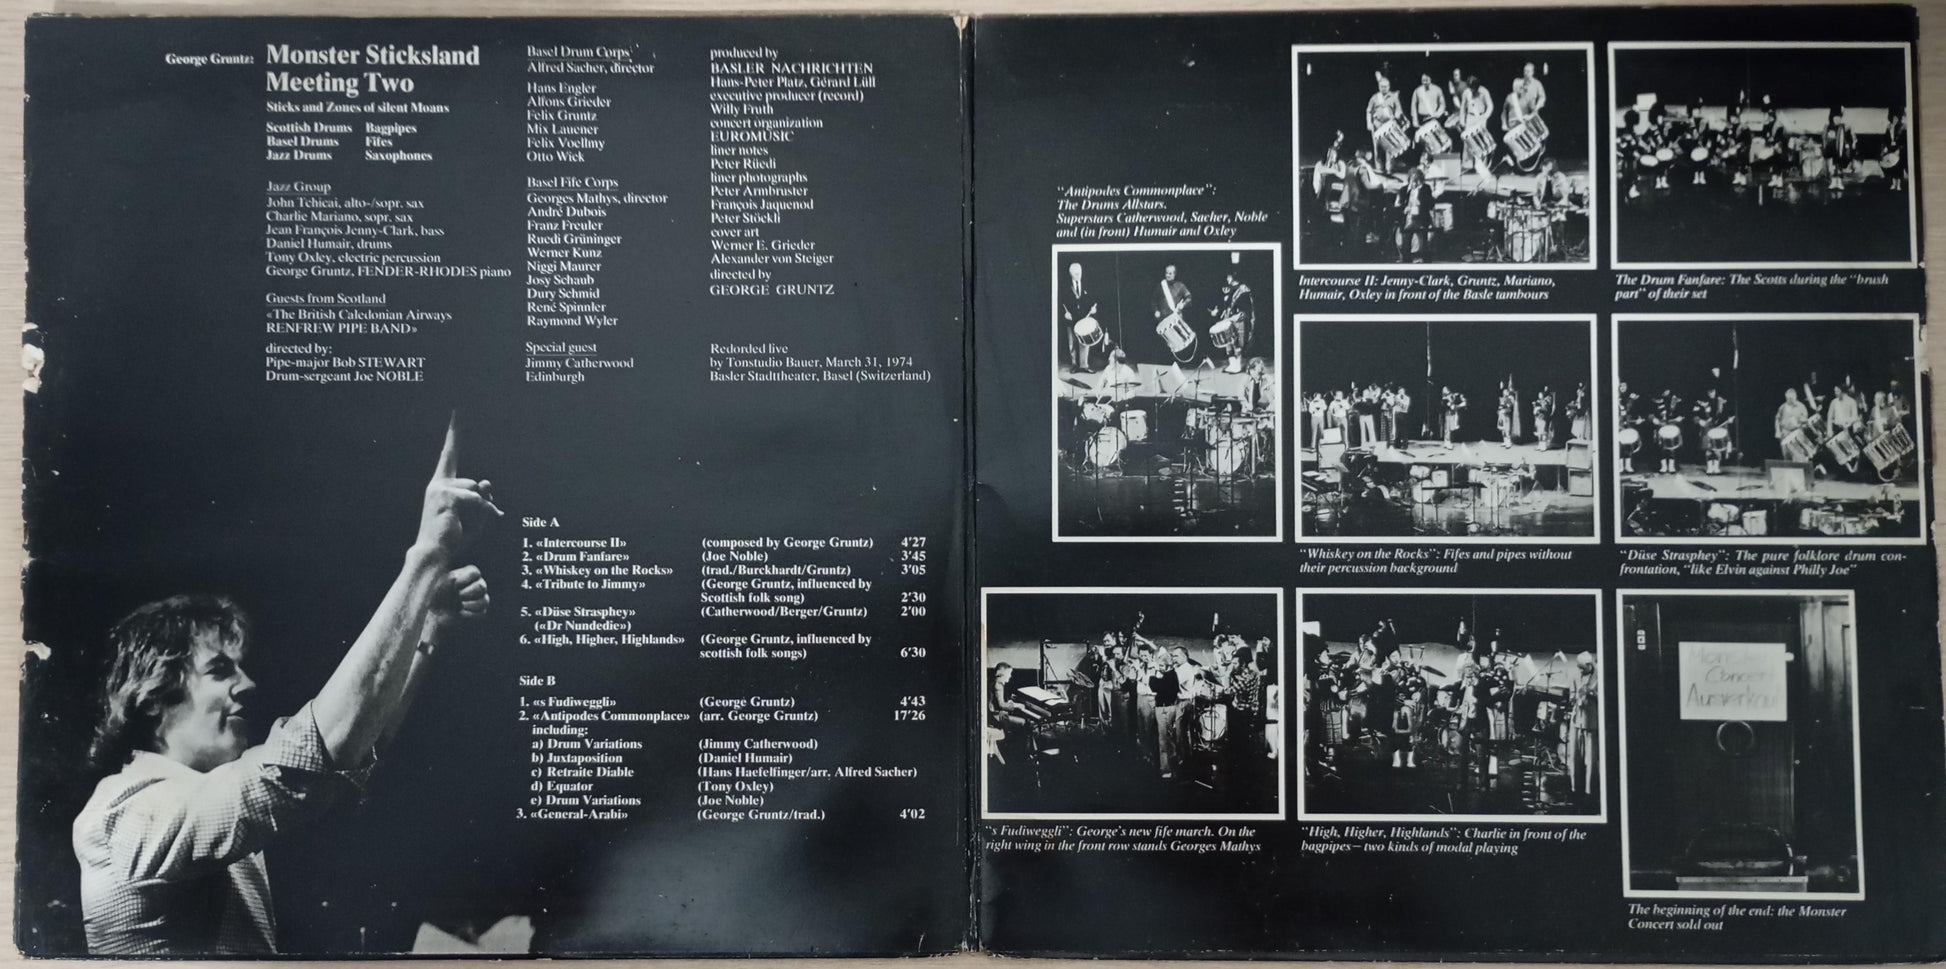 George Gruntz: Monster Sticksland
Meeting Two
Sticks and Zones of silent Moans
Scottish Drums Bagpipes
Basel Drums Fifes
Jazz Drums Saxophones
Jazz Group
John Tchicai, alto-/sopr. sax
Charlie Mariano, sopr. sax
Jean François Jenny-Clark, bass
Daniel Humair, drums
Tony Oxley, electric percussion
George Gruntz, FENDER-RHODES piano
Guests from Scotland
«The British Caledonian Airways
RENFREW PIPE BAND»
directed by:
Pipe-major Bob STEWART
Drum-sergeant Joe NOBLE
Basel Drum Corps
Alfred Sacher, director
Hans Engler
Alfons Grieder
Felix Gruntz
Mix Lauener
Felix Voellmy
Otto Wick
Basel Fife Corps
Georges Mathys, director
André Dubois
Franz Freuler
Ruedi Grüninger
Werner Kunz
Niggi Maurer
Josy Schaub
Dury Schmid
René Spinnler
Raymond Wyler
Special guest
Jimmy Catherwood
Edinburgh
produced by
BASLER NACHRICHTEN
Hans-Peter Platz, Gérard Lüll
executive producer (record)
Willy Fruth
concert organization
EUROMUSIC
liner notes
Peter Rüedi
liner photographs
Peter Armbruster
François Jaquenod
Peter Stöckli
cover art
Werner E. Grieder
Alexander von Steiger
directed by
GEORGE GRUNTZ
Redorded live
by Tonstudio Bauer, March 31, 1974
Basler Stadttheater, Basel (Switzerland)
Side A
1. «Intercourse II» (composed by George Gruntz) 4'27
2. «Drum Fanfare» (Joe Noble) 3'45
3. «Whiskey on the Rocks» (trad./Burckhardt/Gruntz) 3'05
4. «Tribute to Jimmy» (George Gruntz, influenced by
Scottish folk song) 2'30
5. «Düse Strasphey» (Catherwood/Berger/Gruntz) 2'00
(«Dr Nundedie»)
6. «High, Higher, Highlands» (George Gruntz, influenced by
scottish folk songs) 6'30
Side B
1. «s Fudiweggli» (George Gruntz) 4'43
2. «Antipodes Commonplace» (arr. George Gruntz) 17'26
including:
a) Drum Variations (Jimmy Catherwood)
b) Juxtaposition (Daniel Humair)
c) Retraite Diable (Hans Haefelfinger/arr. Alfred Sacher)
d) Equator (Tony Oxley)
e) Drum Variations (Joe Noble)
3. «General-Arabi» (George Gruntz/trad.) 4'02
"Antipodes Commonplace":
The Drums Allstars.
Superstars Catherwood, Sacher, Noble
and (in front) Humair and Oxley
Intercourse II: Jenny-Clark, Gruntz, Mariano,
Humair, Oxley in front of the Basle tambours
The Drum Fanfare: The Scotts during the "brush
part" of their set
"Whiskey on the Rocks": Fifes and pipes without
their percussion background
"Düse Strasphey": The pure folklore drum con-
frontation, "like Elvin against Philly Joe"
"s Fudiweggli": George's new fife march. On the
right wing in the front row stands Georges Mathys
"High, Higher, Highlands": Charlie in front of the
bagpipes – two kinds of modal playing
Monster
Concert
Ausverkau
The beginning of the end: the Monster
Concert sold out